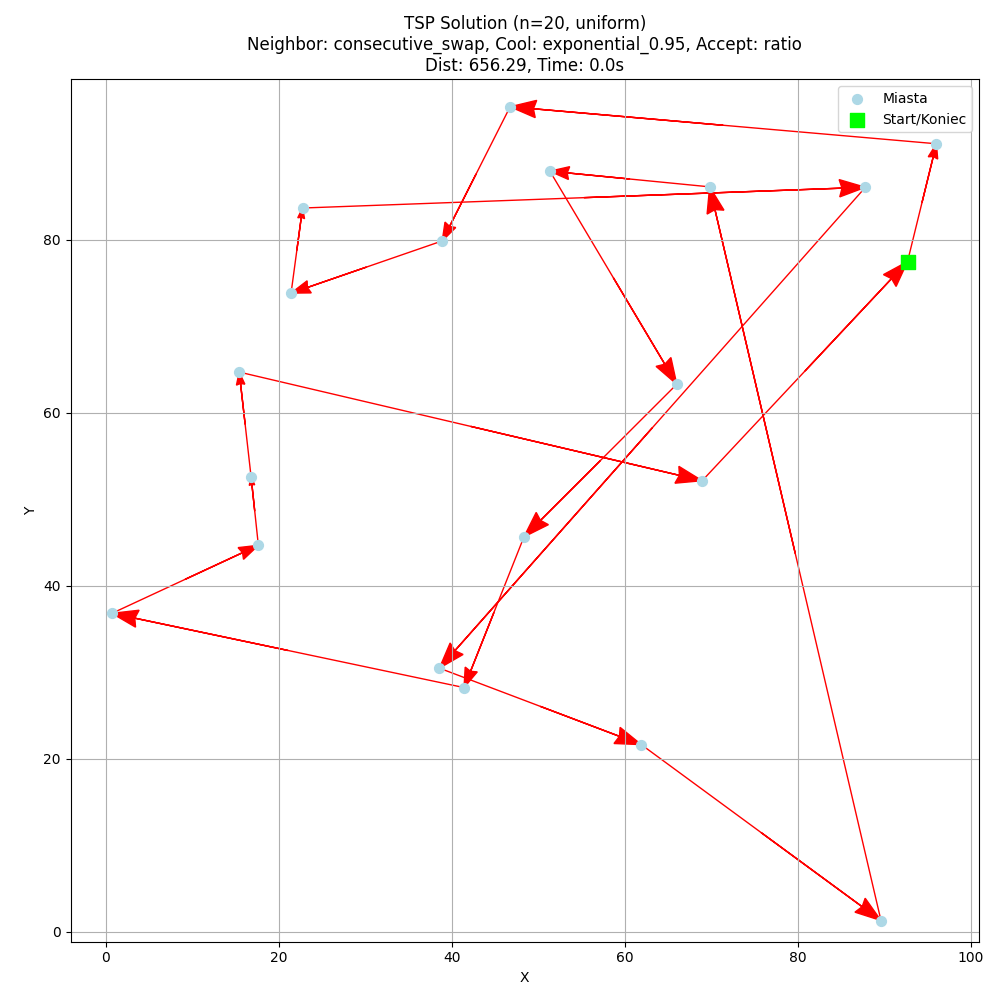 TSP Solution (n=20, uniform)
Neighbor: consecutive_swap, Cool: exponential_0.95, Accept: ratio
Dist: 656.29, Time: 0.0s
Miasta
Start/Koniec
80
60
40
20
0
Y
0 20 40 60 80 100
X